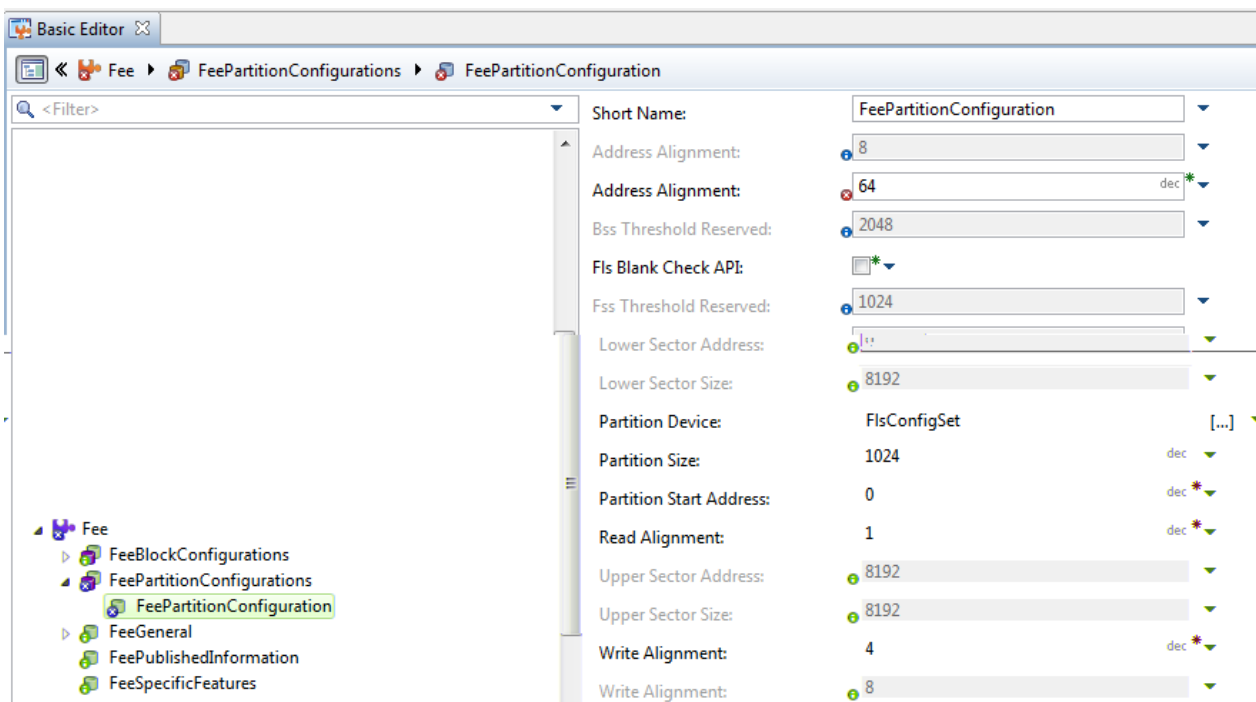 Basic Editor
Fee FeePartitionConfigurations FeePartitionConfiguration
<Filter>
Short Name: FeePartitionConfiguration
Address Alignment: 8
Address Alignment: 64 dec
Bss Threshold Reserved: 2048
Fls Blank Check API:
Fss Threshold Reserved: 1024
Lower Sector Address:
Lower Sector Size: 8192
Partition Device: FlsConfigSet [...]
Partition Size: 1024 dec
Partition Start Address: 0 dec
Read Alignment: 1 dec
Upper Sector Address: 8192
Upper Sector Size: 8192
Write Alignment: 4 dec
Write Alignment: 8
Fee
FeeBlockConfigurations
FeePartitionConfigurations
FeePartitionConfiguration
FeeGeneral
FeePublishedInformation
FeeSpecificFeatures